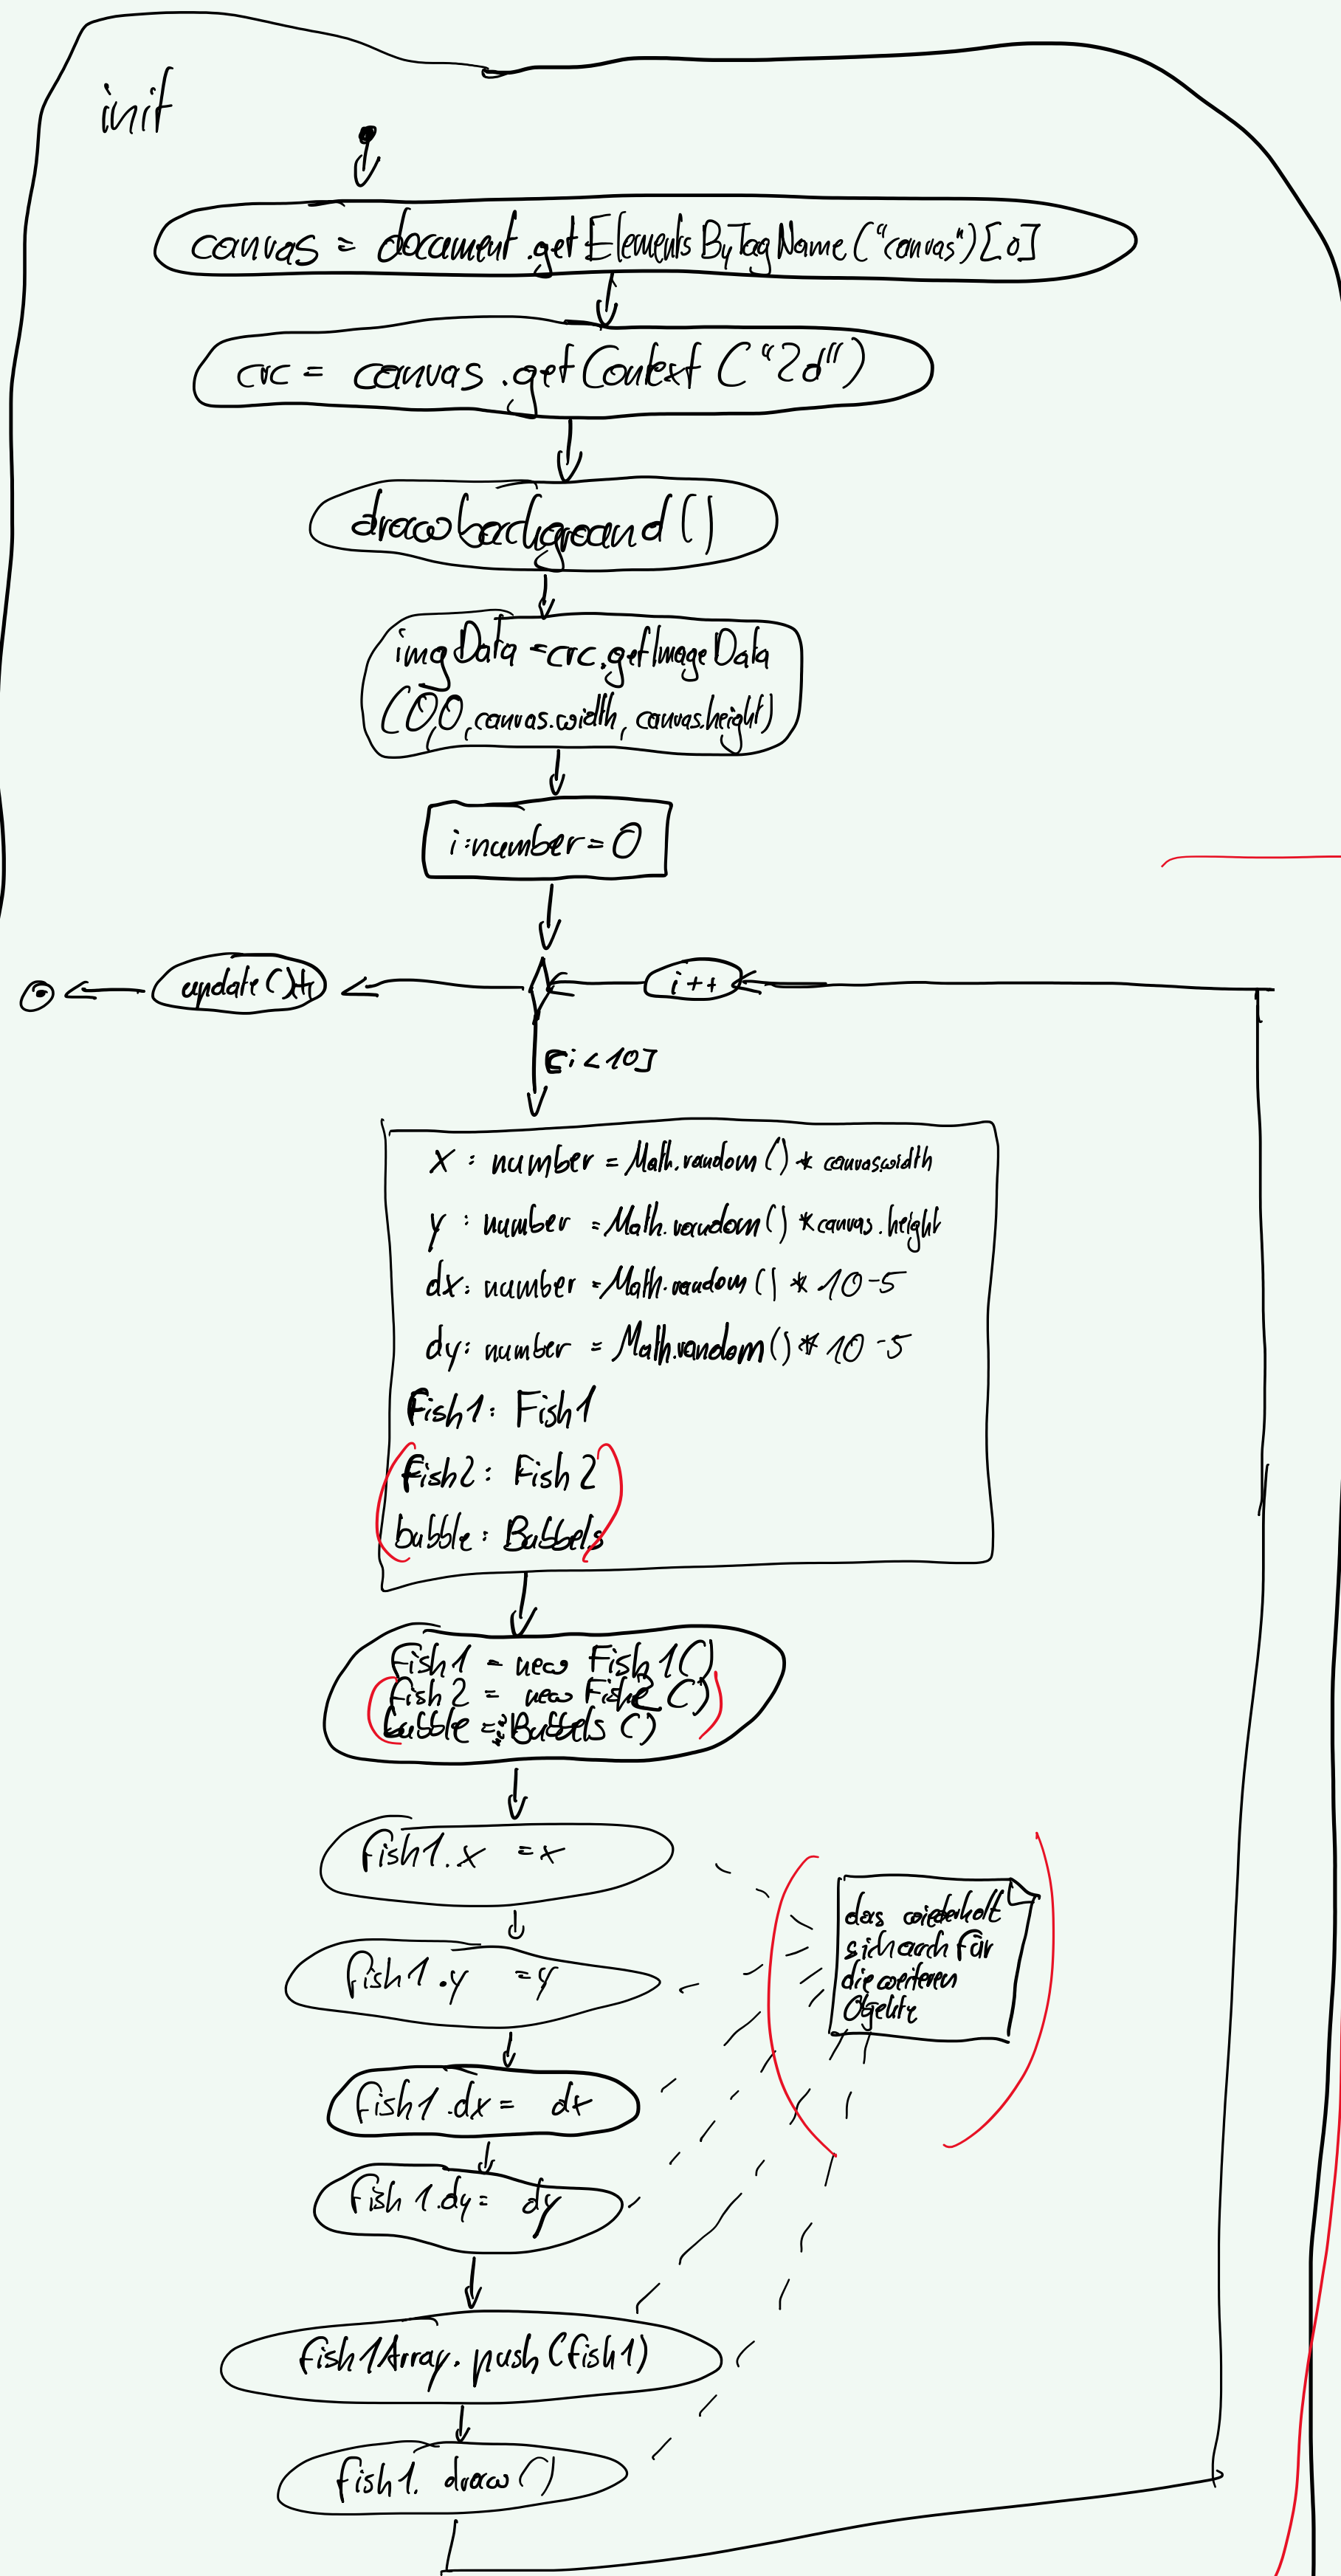 init
canvas = document.getElementsByTagName("canvas")[0]
crc = canvas.getContext("2d")
drawbackground()
imgData = crc.getImageData
(0,0, canvas.width, canvas.height)
i:number = 0
update()
i++
[i < 10]
x : number = Math.random() * canvas.width
y : number = Math.random() * canvas.height
dx: number = Math.random() * 10 - 5
dy: number = Math.random() * 10 - 5
fish1: Fish1
fish2: Fish2
bubble: Bubbels
fish1 = new Fish1()
fish2 = new Fish2()
bubble = Bubbels()
fish1.x = x
fish1.y = y
fish1.dx = dx
fish1.dy = dy
das wiederholt
sich auch für
die weiteren
Objekte
fish1Array.push(fish1)
fish1.draw()